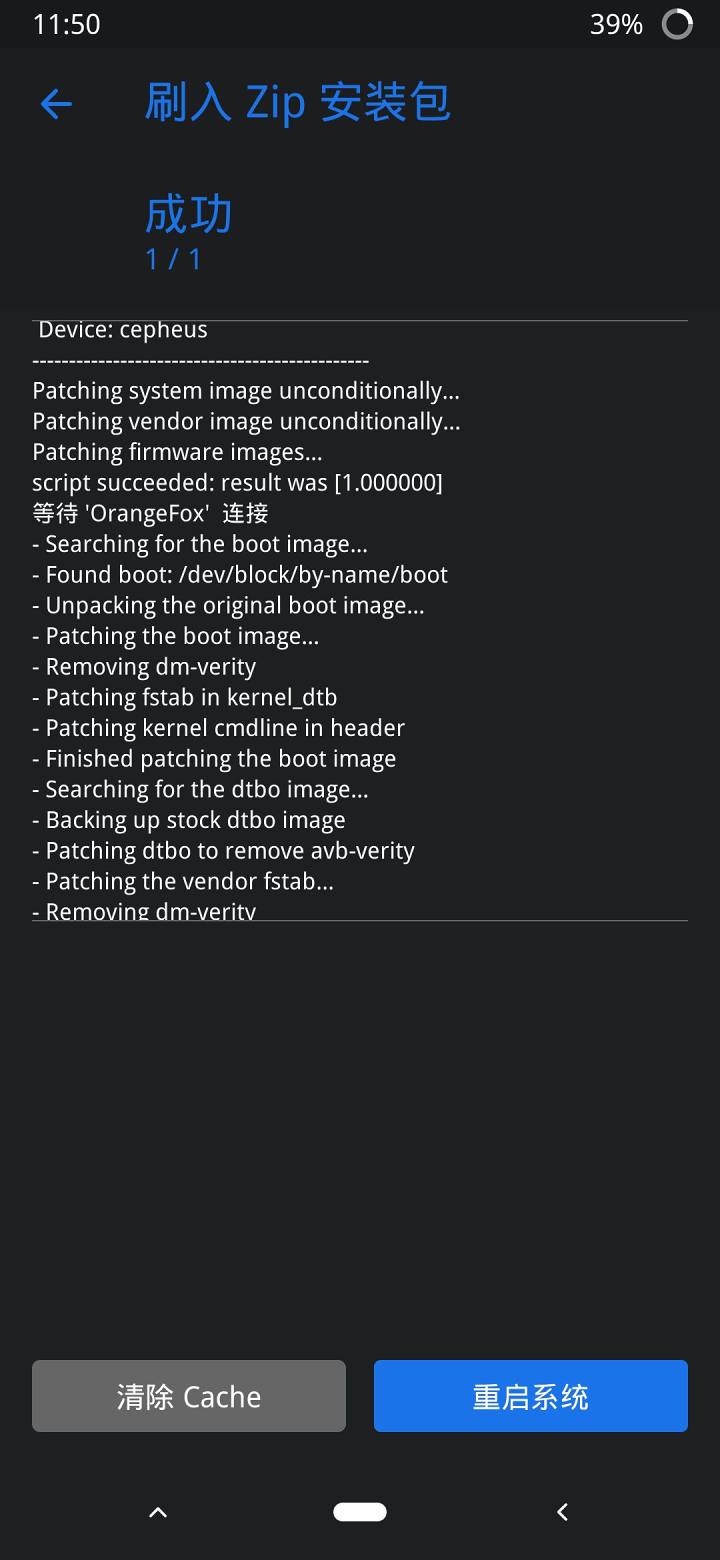 11:50
39%
刷入 Zip 安装包
成功
1 / 1
Device: cepheus
----------------------------------------------
Patching system image unconditionally...
Patching vendor image unconditionally...
Patching firmware images...
script succeeded: result was [1.000000]
等待 'OrangeFox'  连接
- Searching for the boot image...
- Found boot: /dev/block/by-name/boot
- Unpacking the original boot image...
- Patching the boot image...
- Removing dm-verity
- Patching fstab in kernel_dtb
- Patching kernel cmdline in header
- Finished patching the boot image
- Searching for the dtbo image...
- Backing up stock dtbo image
- Patching dtbo to remove avb-verity
- Patching the vendor fstab...
- Removing dm-verity
清除 Cache
重启系统